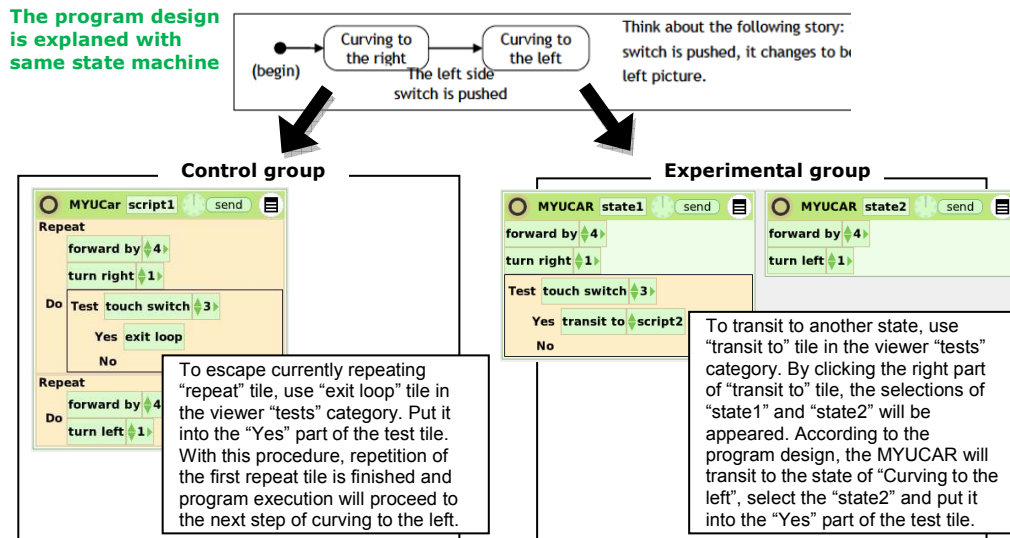 The program design
is explaned with
same state machine
(begin)
Curving to
the right
The left side
switch is pushed
Curving to
the left
Think about the following story:
switch is pushed, it changes to be
left picture.
Control group
MYUCar script1 send
Repeat
forward by 4
turn right 1
Do Test touch switch 3
Yes exit loop
No
Repeat
forward by 4
Do
turn left 1
To escape currently repeating
“repeat” tile, use “exit loop” tile in
the viewer “tests” category. Put it
into the “Yes” part of the test tile.
With this procedure, repetition of
the first repeat tile is finished and
program execution will proceed to
the next step of curving to the left.
Experimental group
MYUCAR state1 send
forward by 4
turn right 1
Test touch switch 3
Yes transit to script2
No
MYUCAR state2 send
forward by 4
turn left 1
To transit to another state, use
“transit to” tile in the viewer “tests”
category. By clicking the right part
of “transit to” tile, the selections of
“state1” and “state2” will be
appeared. According to the
program design, the MYUCAR will
transit to the state of “Curving to the
left”, select the “state2” and put it
into the “Yes” part of the test tile.